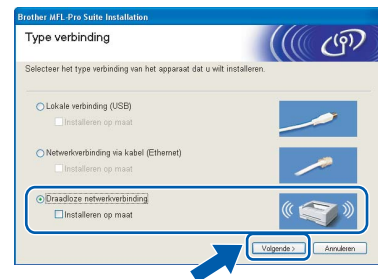 Brother MFL-Pro Suite Installation
Type verbinding
Selecteer het type verbinding van het apparaat dat u wilt installeren.
Lokale verbinding (USB)
Installeren op maat
Netwerkverbinding via kabel (Ethernet)
Installeren op maat
Draadloze netwerkverbinding
Installeren op maat
Volgende >
Annuleren